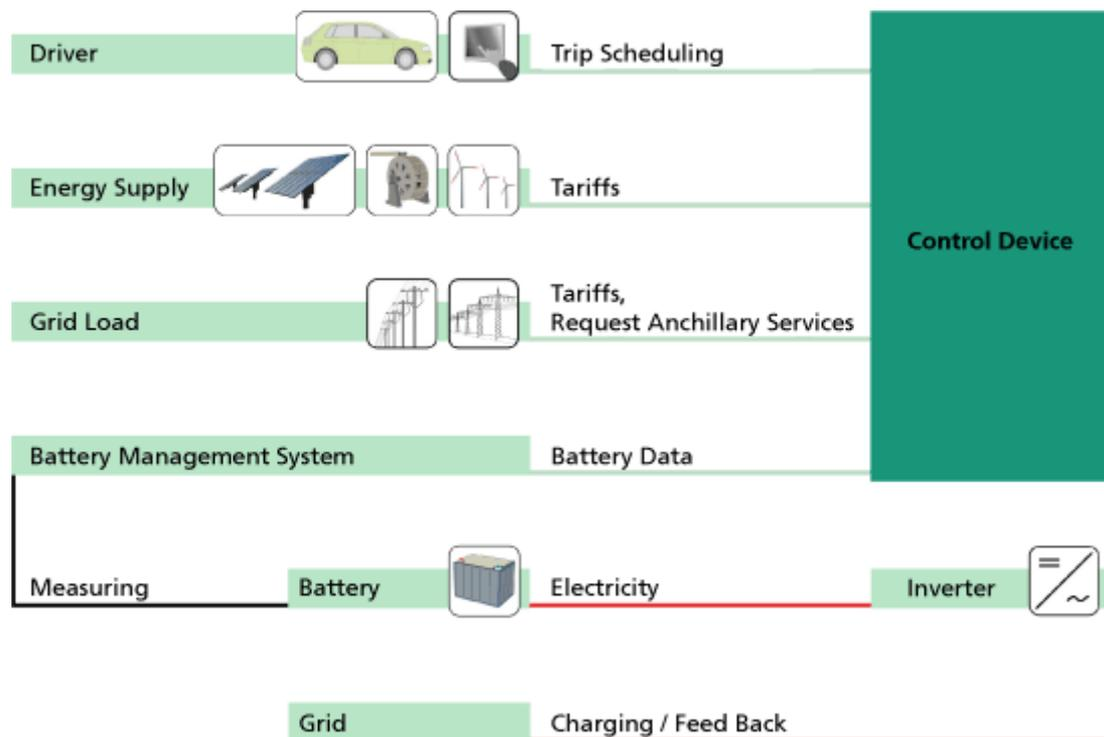 Driver
Trip Scheduling
Energy Supply
Tariffs
Control Device
Grid Load
Tariffs,
Request Anchillary Services
Battery Management System
Battery Data
Measuring
Battery
Electricity
Inverter
Grid
Charging / Feed Back